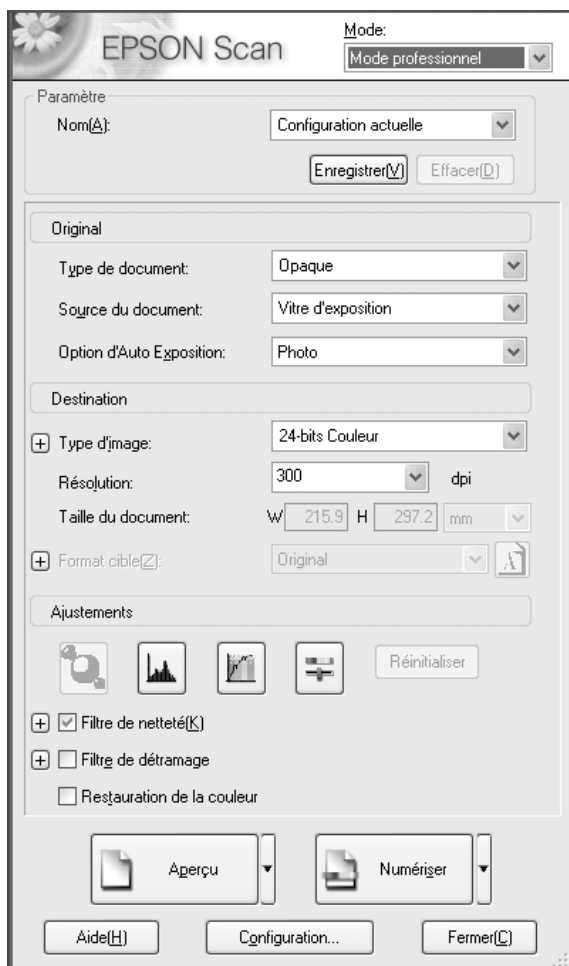 EPSON Scan
Mode:
Mode professionnel
Paramètre
Nom(A):
Configuration actuelle
Enregistrer(V)
Effacer(D)
Original
Type de document:
Opaque
Source du document:
Vitre d'exposition
Option d'Auto Exposition:
Photo
Destination
Type d'image:
24-bits Couleur
Résolution:
300
dpi
Taille du document:
W 215.9 H 297.2 mm
Format cible(Z):
Original
Ajustements
Réinitialiser
Filtre de netteté(K)
Filtre de détramage
Restauration de la couleur
Aperçu
Numériser
Aide(H)
Configuration...
Fermer(C)